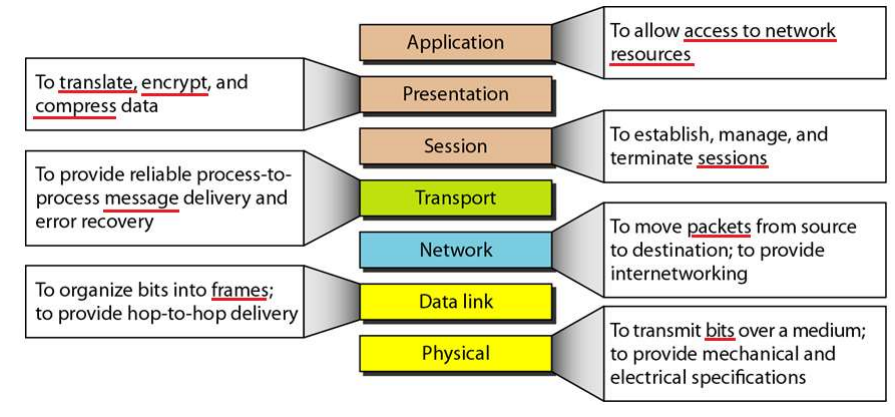 Application
To allow access to network
resources
To translate, encrypt, and
compress data
Presentation
Session
To establish, manage, and
terminate sessions
To provide reliable process-to-
process message delivery and
error recovery
Transport
Network
To move packets from source
to destination; to provide
internetworking
To organize bits into frames;
to provide hop-to-hop delivery
Data link
Physical
To transmit bits over a medium;
to provide mechanical and
electrical specifications